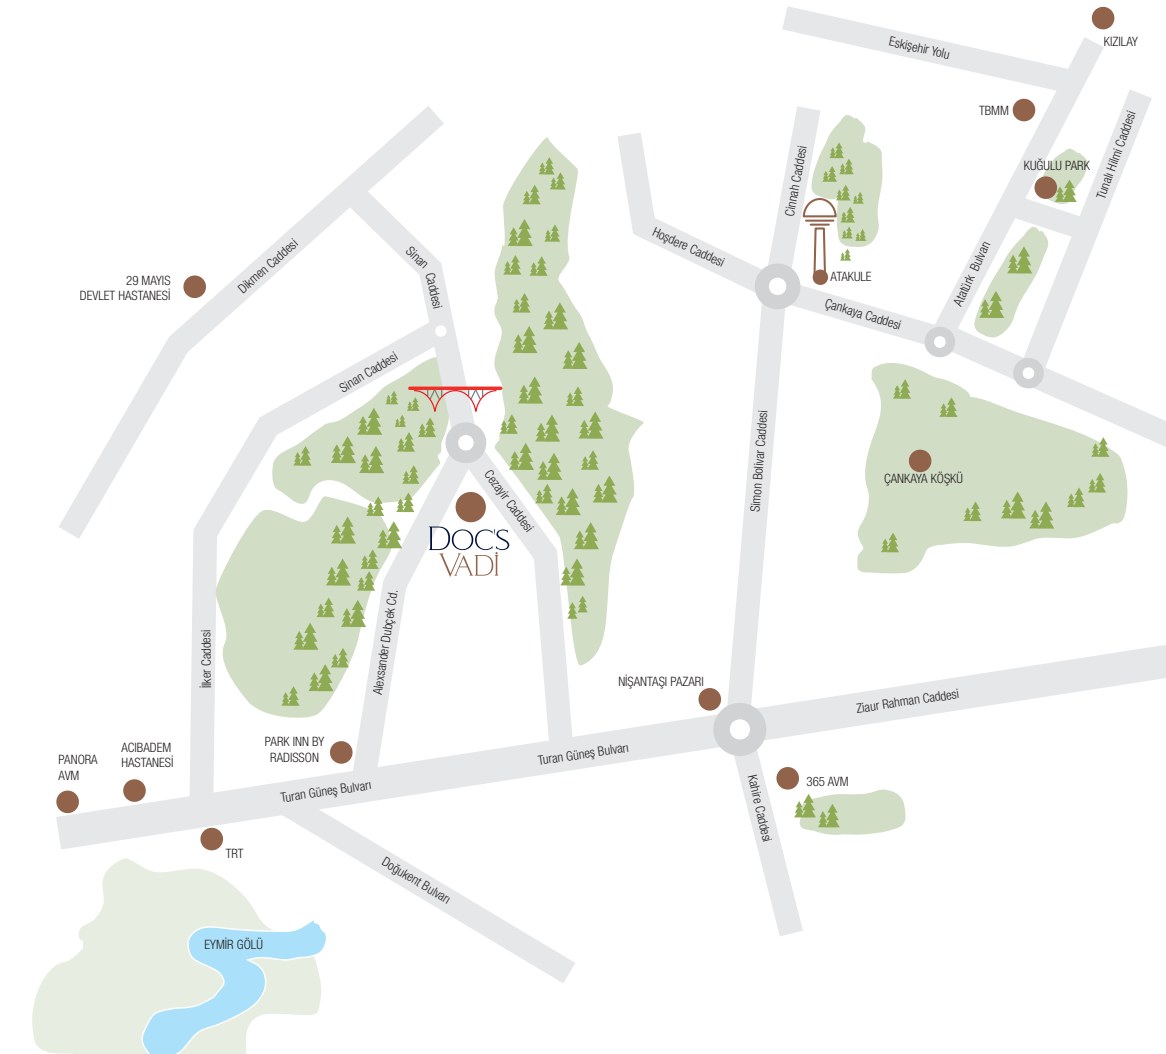 KIZILAY
Eskişehir Yolu
TBMM
Tunalı Hilmi Caddesi
KUĞULU PARK
Cinnah Caddesi
Hoşdere Caddesi
Atatürk Bulvarı
ATAKULE
Çankaya Caddesi
Dikmen Caddesi
Sinan Caddesi
29 MAYIS
DEVLET HASTANESİ
Sinan Caddesi
Simon Bolivar Caddesi
ÇANKAYA KÖŞKÜ
Cezayir Caddesi
DOC'S
VADİ
Alexsander Dubçek Cd.
İlker Caddesi
NİŞANTAŞI PAZARI
Ziaur Rahman Caddesi
PARK INN BY
RADISSON
ACIBADEM
HASTANESİ
PANORA
AVM
Turan Güneş Bulvarı
Turan Güneş Bulvarı
Kahire Caddesi
365 AVM
TRT
Doğukent Bulvarı
EYMİR GÖLÜ